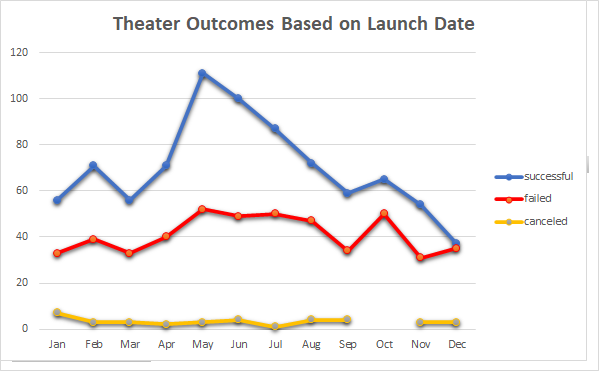 Theater Outcomes Based on Launch Date
120
100
80
60
40
20
0
Jan Feb Mar Apr May Jun Jul Aug Sep Oct Nov Dec
successful
failed
canceled